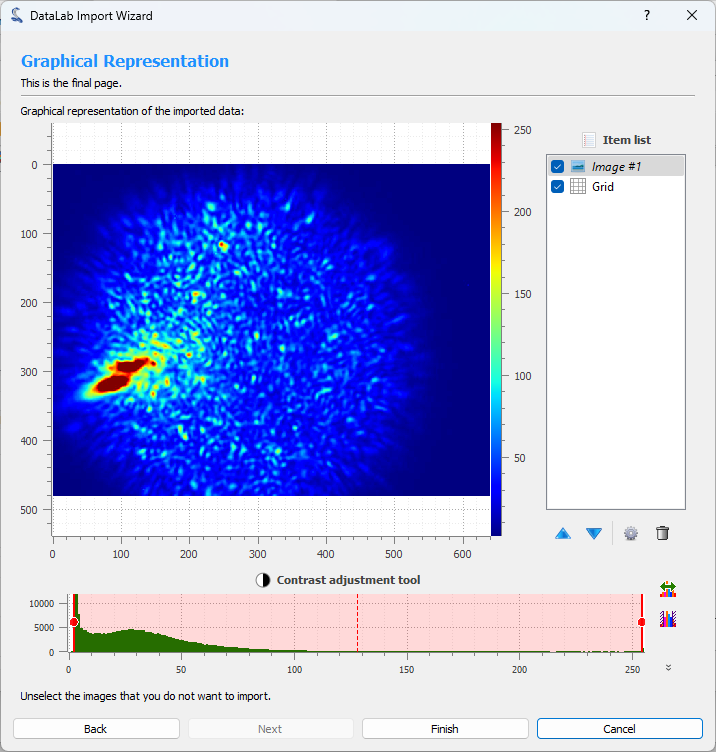 DataLab Import Wizard
?
Graphical Representation
This is the final page.
Graphical representation of the imported data:
0
100
200
300
400
500
0 100 200 300 400 500 600
250
200
150
100
50
Item list
Image #1
Grid
Contrast adjustment tool
10000
5000
0
0 50 100 150 200 250
Unselect the images that you do not want to import.
Back Next Finish Cancel